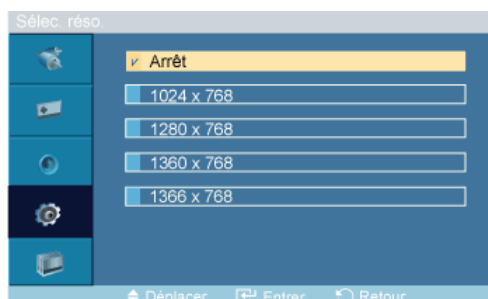 Sélec. réso.
Arrêt
1024 x 768
1280 x 768
1360 x 768
1366 x 768
Déplacer Entrer Retour